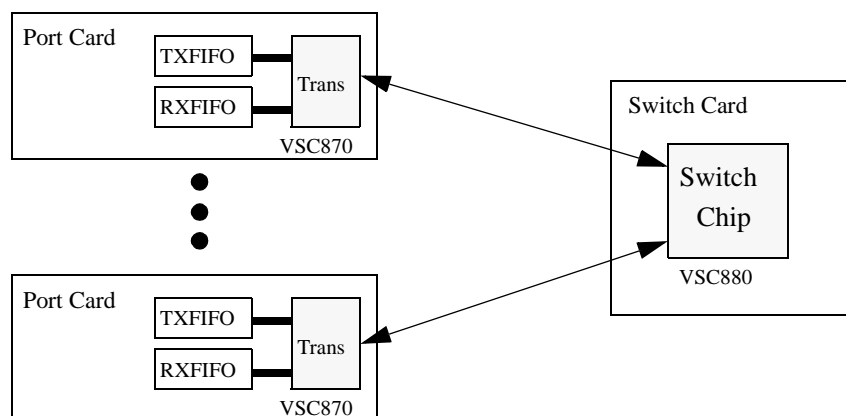 Port Card
TXFIFO
RXFIFO
Trans
VSC870
Switch Card
Switch
Chip
VSC880
Port Card
TXFIFO
RXFIFO
Trans
VSC870